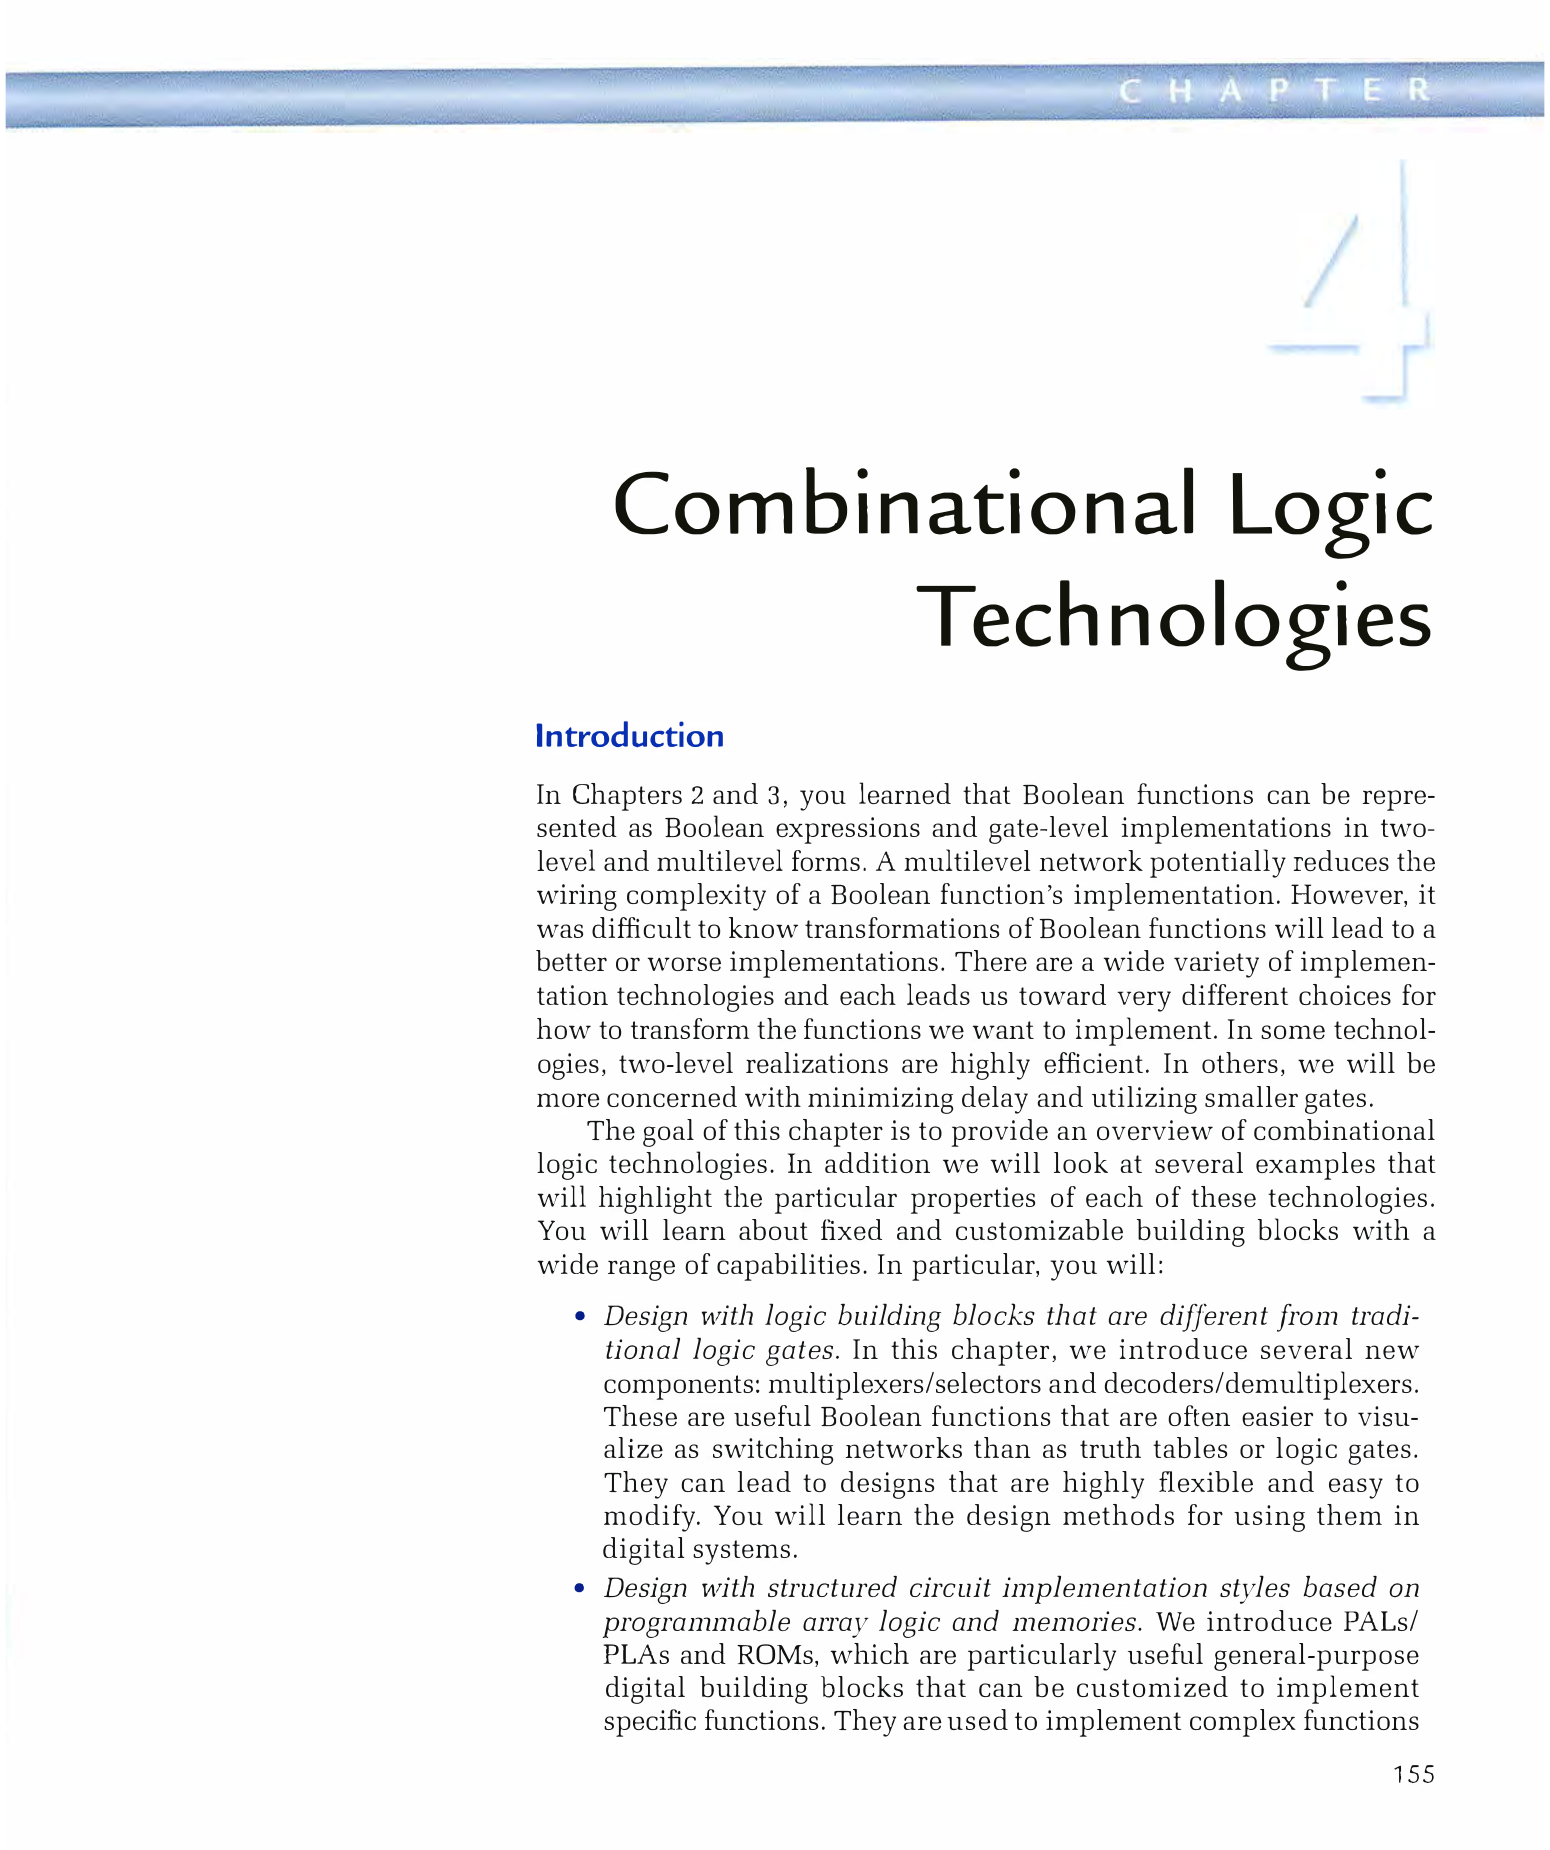 CHAPTER
4
Combinational Logic
Technologies
Introduction
In Chapters 2 and 3, you learned that Boolean functions can be repre-
sented as Boolean expressions and gate-level implementations in two-
level and multilevel forms. A multilevel network potentially reduces the
wiring complexity of a Boolean function's implementation. However, it
was difficult to know transformations of Boolean functions will lead to a
better or worse implementations. There are a wide variety of implemen-
tation technologies and each leads us toward very different choices for
how to transform the functions we want to implement. In some technol-
ogies, two-level realizations are highly efficient. In others, we will be
more concerned with minimizing delay and utilizing smaller gates.
The goal of this chapter is to provide an overview of combinational
logic technologies. In addition we will look at several examples that
will highlight the particular properties of each of these technologies.
You will learn about fixed and customizable building blocks with a
wide range of capabilities. In particular, you will:
• Design with logic building blocks that are different from tradi-
tional logic gates. In this chapter, we introduce several new
components: multiplexers/selectors and decoders/demultiplexers.
These are useful Boolean functions that are often easier to visu-
alize as switching networks than as truth tables or logic gates.
They can lead to designs that are highly flexible and easy to
modify. You will learn the design methods for using them in
digital systems.
• Design with structured circuit implementation styles based on
programmable array logic and memories. We introduce PALs/
PLAs and ROMs, which are particularly useful general-purpose
digital building blocks that can be customized to implement
specific functions. They are used to implement complex functions
155